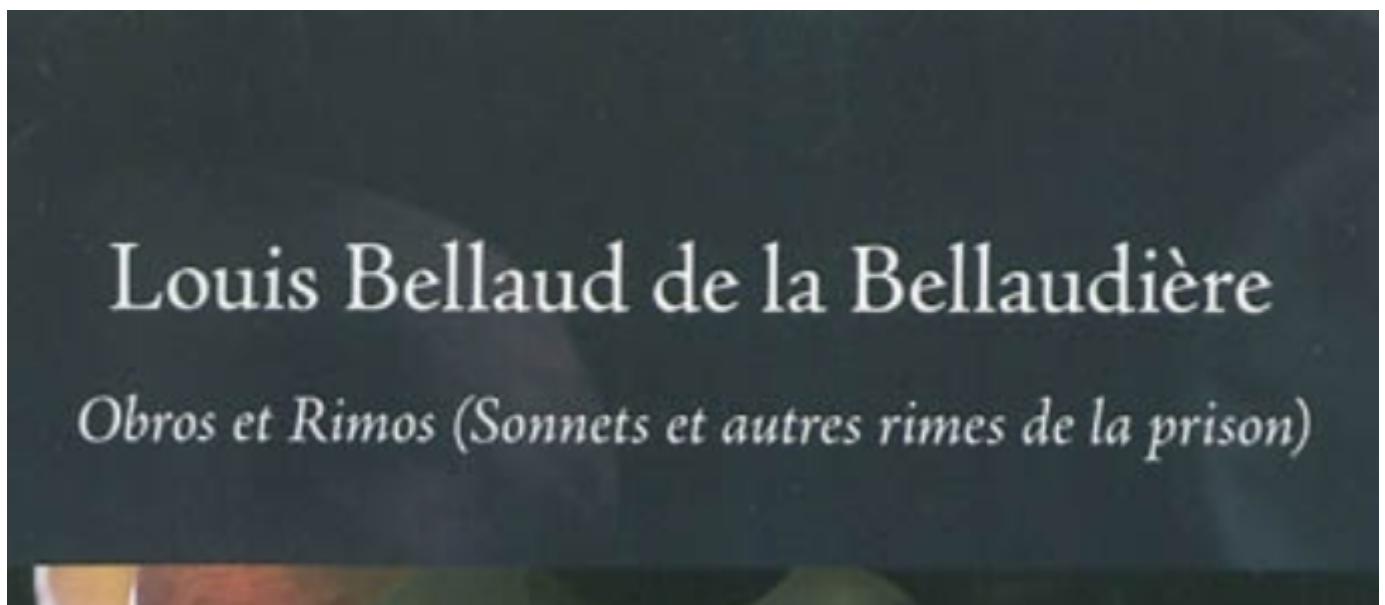 Louis Bellaud de la Bellaudière
Obros et Rimos (Sonnets et autres rimes de la prison)